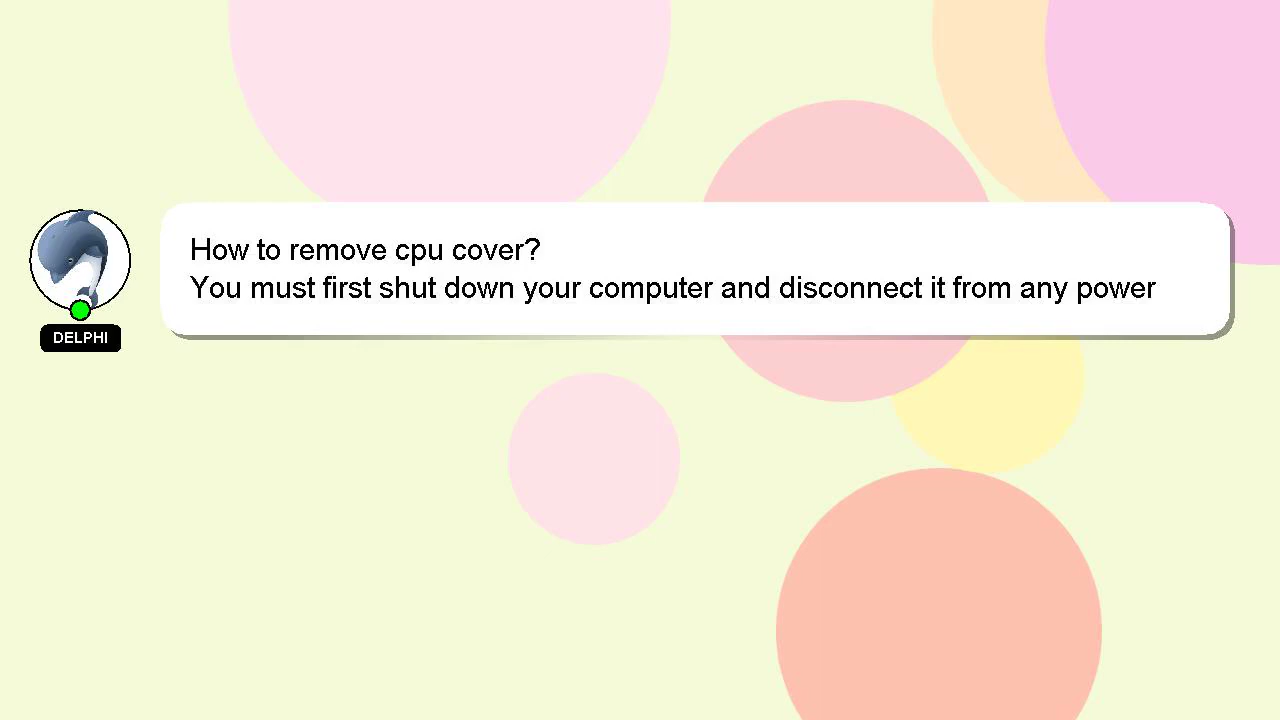 How to remove cpu cover?
You must first shut down your computer and disconnect it from any power
DELPHI